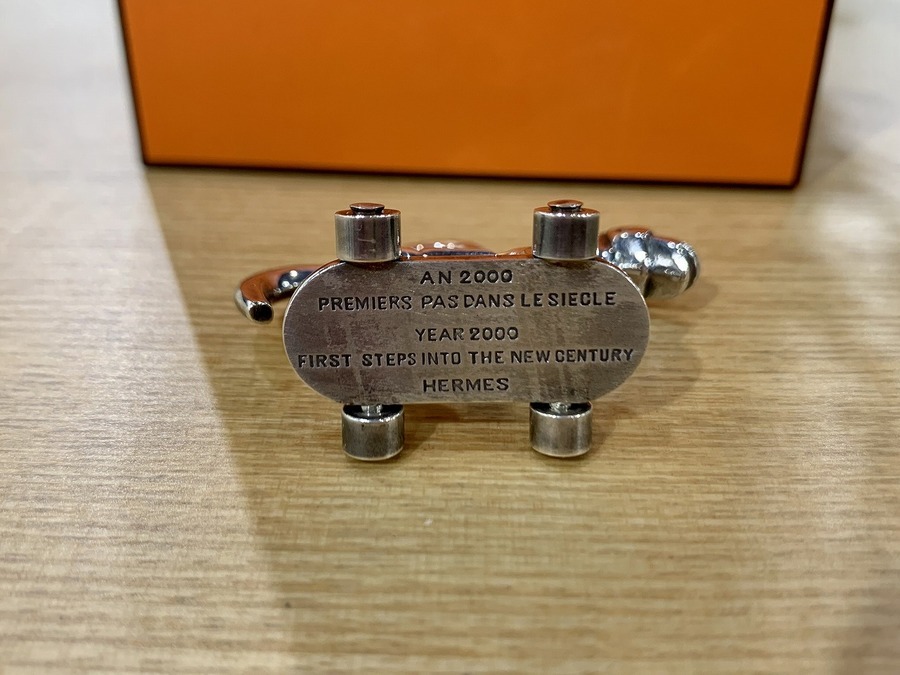 AN 2000
PREMIERS PAS DANS LE SIECLE
YEAR 2000
FIRST STEPS INTO THE NEW CENTURY
HERMES